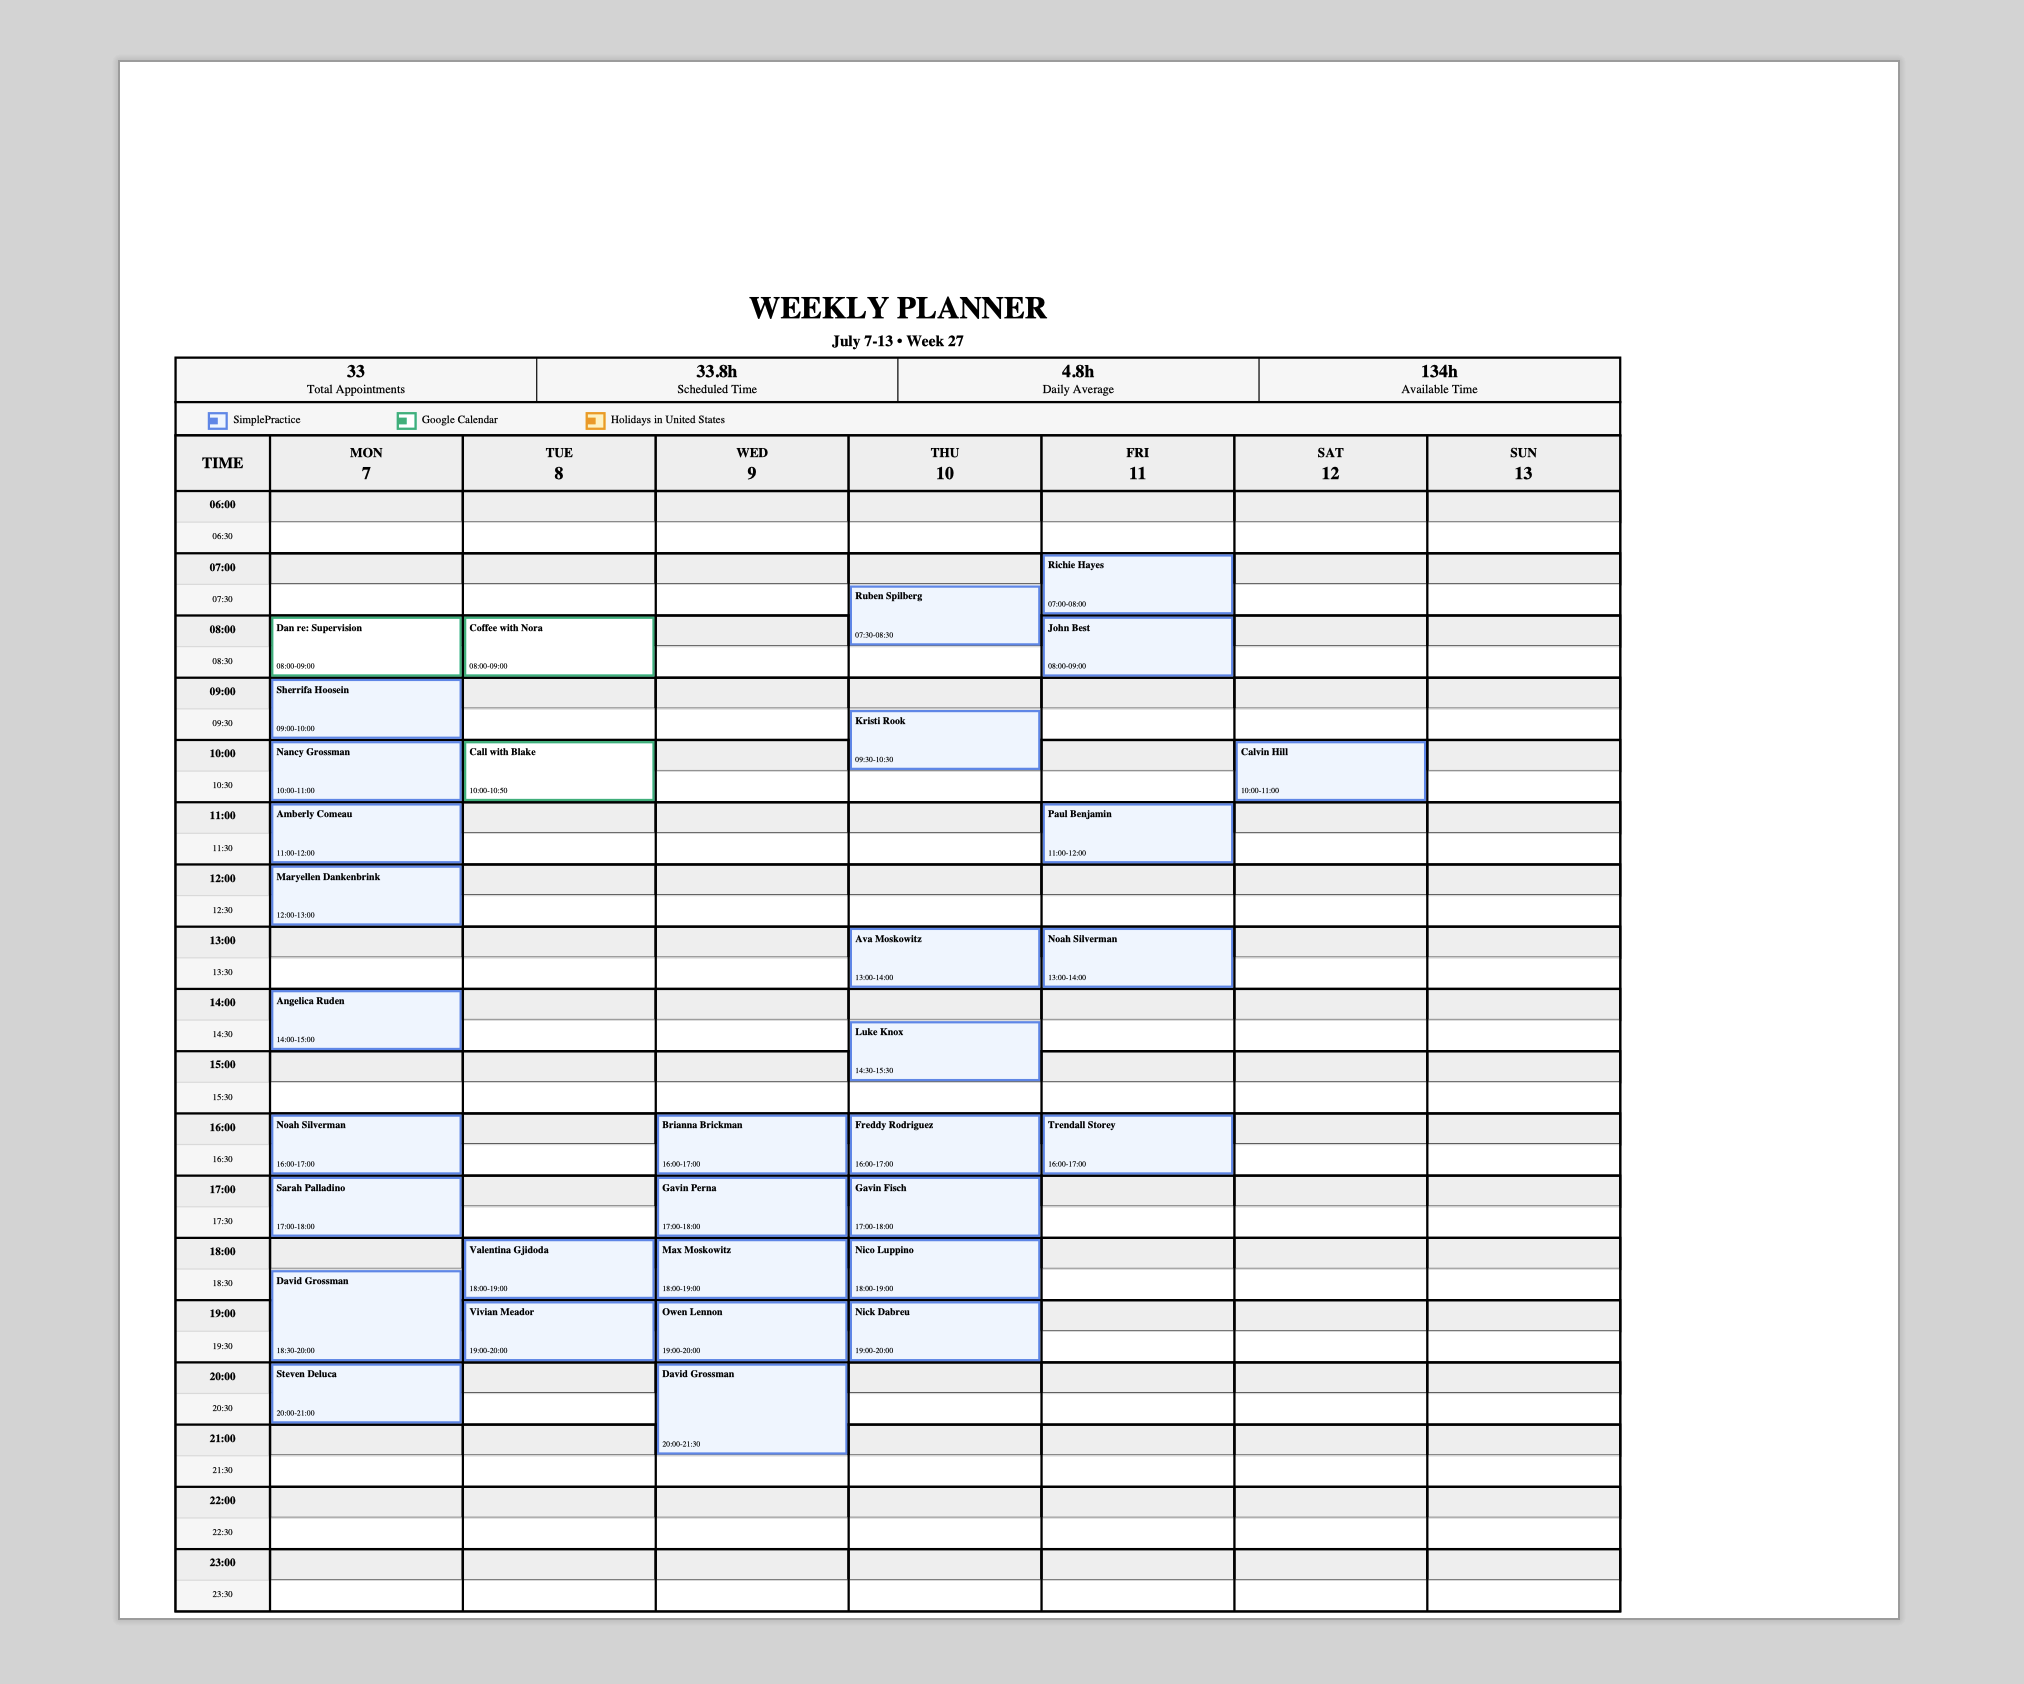 WEEKLY PLANNER
July 7-13 • Week 27
33 33.8h 4.8h 134h
Total Appointments Scheduled Time Daily Average Available Time
SimplePractice Google Calendar Holidays in United States
MON TUE WED THU FRI SAT SUN
TIME
7 8 9 10 11 12 13
06:00
06:30
07:00 Richie Hayes
07:30 Ruben Spilberg 07:00-08:00
08:00 Dan re: Supervision Coffee with Nora 07:30-08:30 John Best
08:30 08:00-09:00 08:00-09:00 08:00-09:00
09:00 Sherrifa Hoosein
09:30 09:00-10:00 Kristi Rook
10:00 Nancy Grossman Call with Blake 09:30-10:30 Calvin Hill
10:30 10:00-11:00 10:00-10:50 10:00-11:00
11:00 Amberly Comeau Paul Benjamin
11:30 11:00-12:00 11:00-12:00
12:00 Maryellen Dankenbrink
12:30 12:00-13:00
13:00 Ava Moskowitz Noah Silverman
13:30 13:00-14:00 13:00-14:00
14:00 Angelica Ruden
14:30 14:00-15:00 Luke Knox
15:00 14:30-15:30
15:30
16:00 Noah Silverman Brianna Brickman Freddy Rodriguez Trendall Storey
16:30 16:00-17:00 16:00-17:00 16:00-17:00 16:00-17:00
17:00 Sarah Palladino Gavin Perna Gavin Fisch
17:30 17:00-18:00 17:00-18:00 17:00-18:00
18:00 Valentina Gjidoda Max Moskowitz Nico Luppino
18:30 David Grossman 18:00-19:00 18:00-19:00 18:00-19:00
19:00 Vivian Meador Owen Lennon Nick Dabreu
19:30 18:30-20:00 19:00-20:00 19:00-20:00 19:00-20:00
20:00 Steven Deluca David Grossman
20:30 20:00-21:00
21:00 20:00-21:30
21:30
22:00
22:30
23:00
23:30